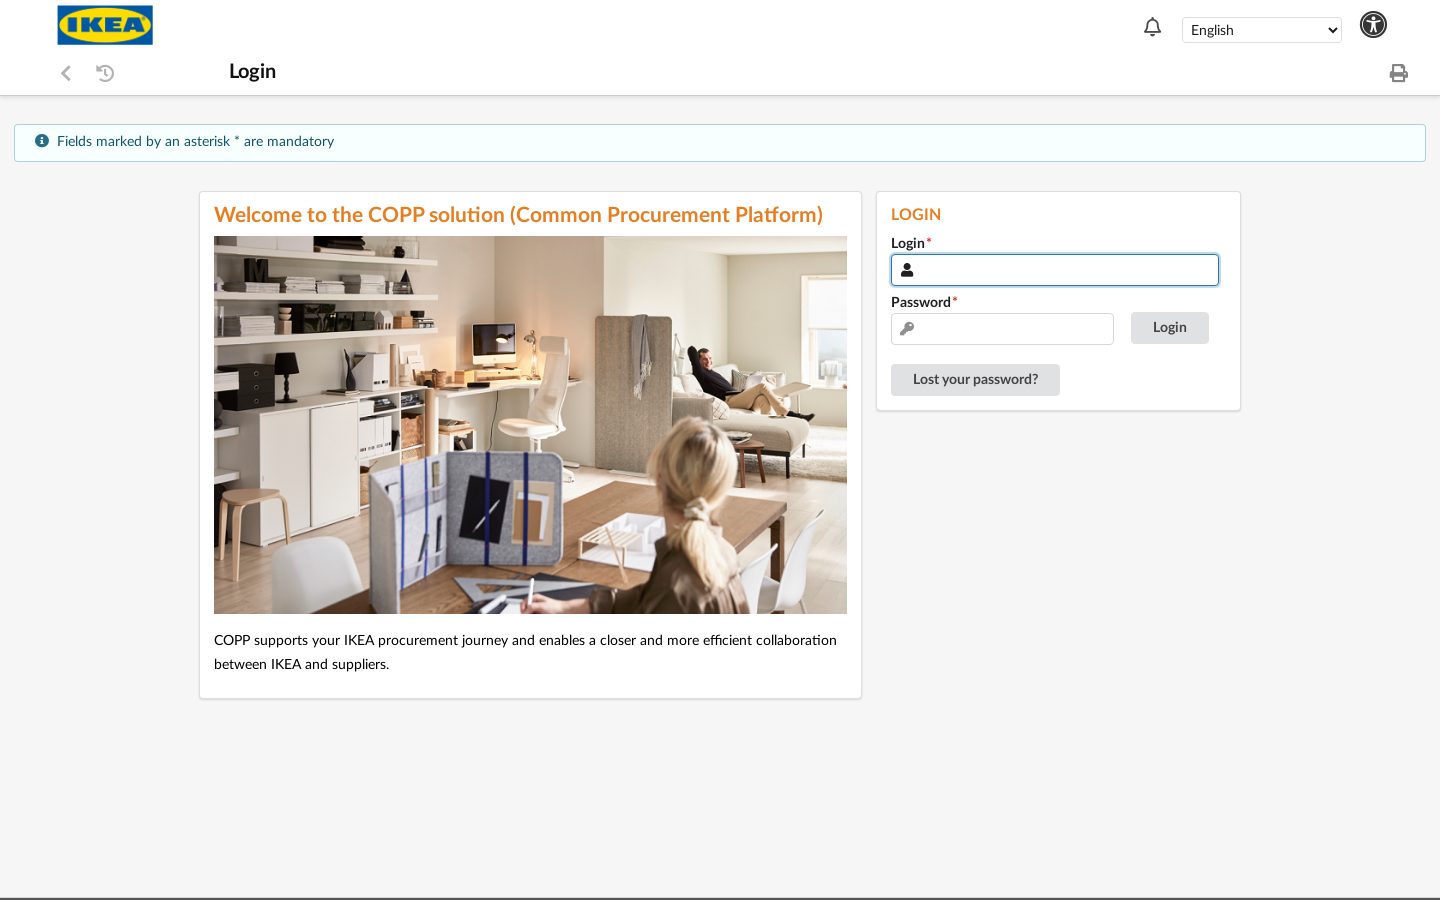 IKEA
English
Login
Fields marked by an asterisk * are mandatory
Welcome to the COPP solution (Common Procurement Platform)
M
COPP supports your IKEA procurement journey and enables a closer and more efficient collaboration
between IKEA and suppliers.
LOGIN
Login*
Password*
Login
Lost your password?